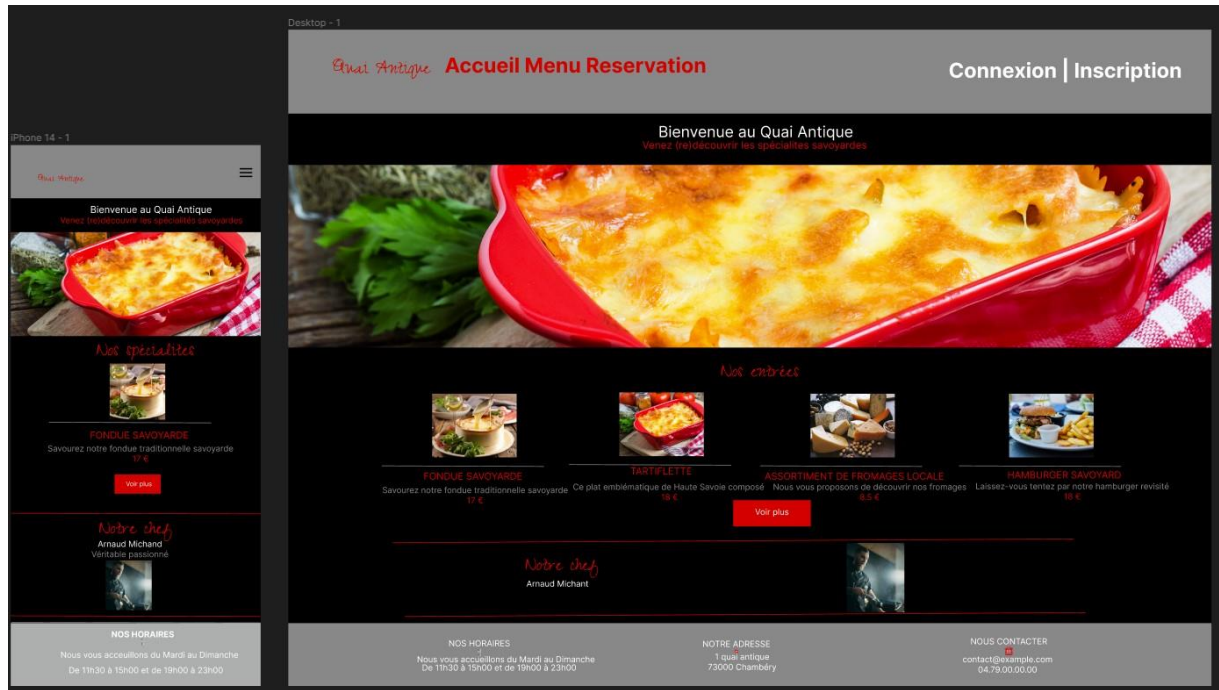 Desktop - 1
Quai Antique Accueil Menu Reservation
Connexion | Inscription
Bienvenue au Quai Antique
Venez (re)découvrir les spécialites savoyardes
Nos entrées
FONDUE SAVOYARDE
Savourez notre fondue traditionnelle savoyarde
17 €
TARTIFLETTE
Ce plat emblématique de Haute Savoie composé
18 €
ASSORTIMENT DE FROMAGES LOCALE
Nous vous proposons de découvrir nos fromages
8.5 €
HAMBURGER SAVOYARD
Laissez-vous tentez par notre hamburger revisité
16 €
Voir plus
Notre chef
Arnaud Michant
NOS HORAIRES
Nous vous accueillons du Mardi au Dimanche
De 11h30 à 15h00 et de 19h00 à 23h00
NOTRE ADRESSE
1 quai antique
73000 Chambéry
NOUS CONTACTER
contact@example.com
04.79.00.00.00
iPhone 14 - 1
Quai Antique
Bienvenue au Quai Antique
Venez (re)découvrir les spécialités savoyardes
Nos spécialites
FONDUE SAVOYARDE
Savourez notre fondue traditionnelle savoyarde
17 €
Voir plus
Notre chef
Arnaud Michand
Véritable passionné
NOS HORAIRES
Nous vous acceuillons du Mardi au Dimanche
De 11h30 à 15h00 et de 19h00 à 23h00